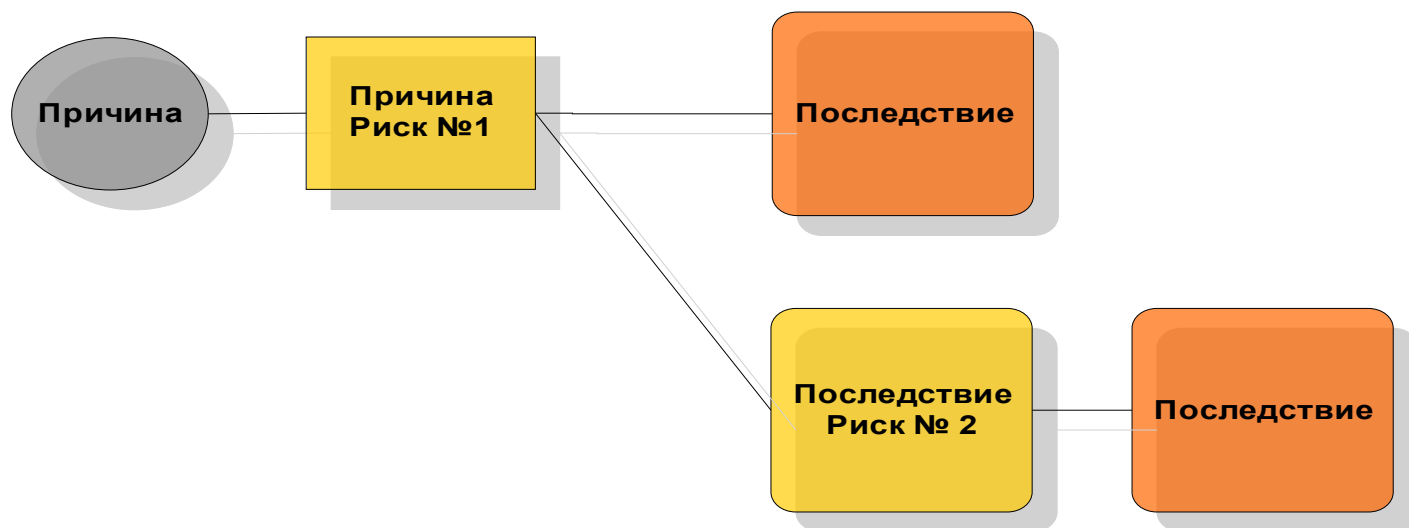 Причина
Причина
Риск №1
Последствие
Последствие
Риск № 2
Последствие